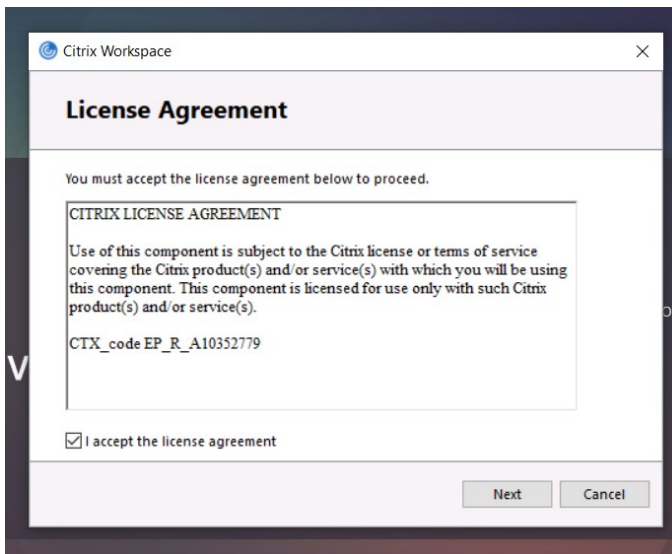 Citrix Workspace
License Agreement
You must accept the license agreement below to proceed.
CITRIX LICENSE AGREEMENT
Use of this component is subject to the Citrix license or terms of service
covering the Citrix product(s) and/or service(s) with which you will be using
this component. This component is licensed for use only with such Citrix
product(s) and/or service(s).
CTX_code EP_R_A10352779
I accept the license agreement
Next Cancel